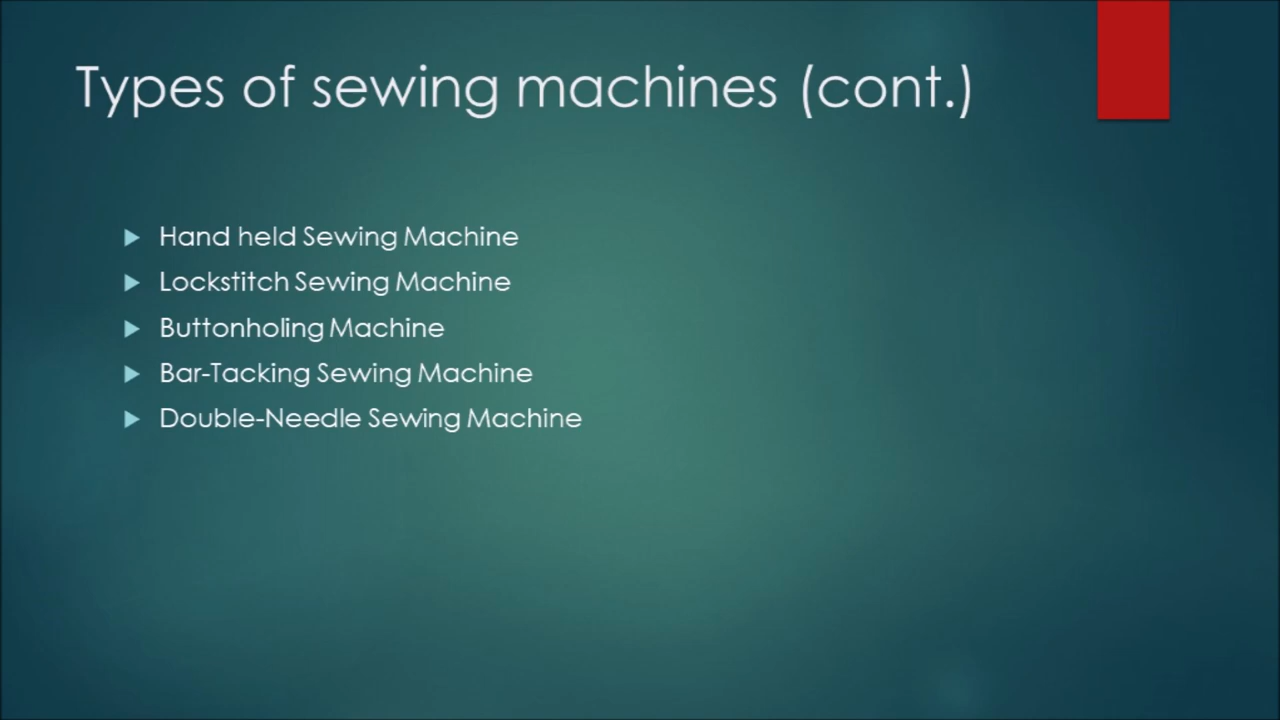 Types of sewing machines (cont.)
Hand held Sewing Machine
Lockstitch Sewing Machine
Buttonholing Machine
Bar-Tacking Sewing Machine
Double-Needle Sewing Machine